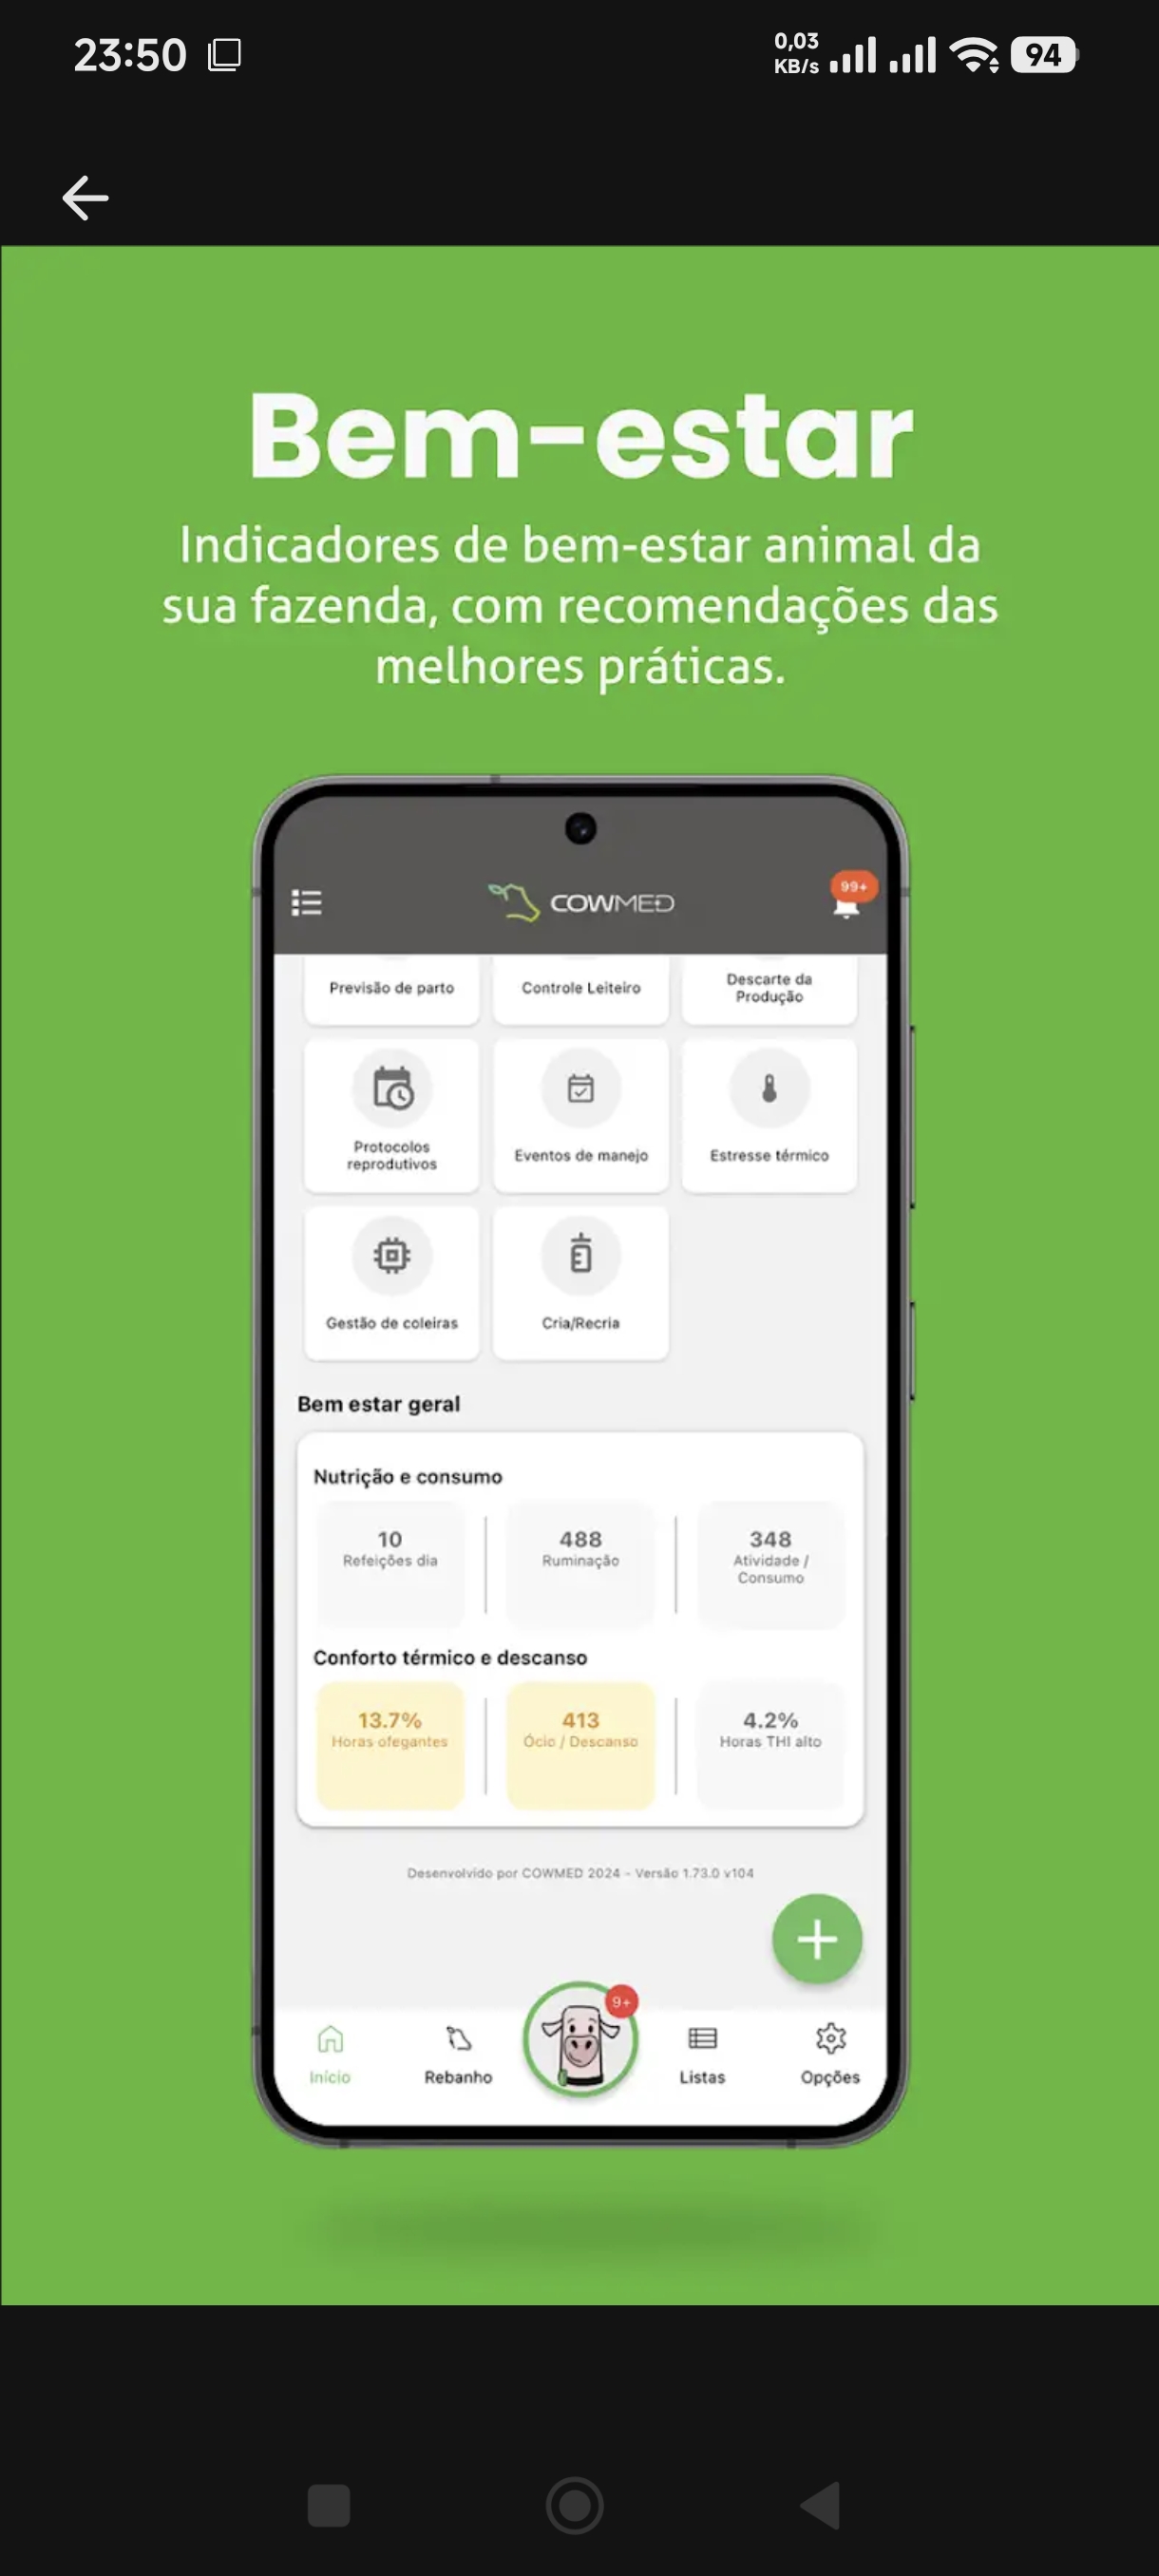 23:50
0,03
KB/s
94
Bem-estar
Indicadores de bem-estar animal da
sua fazenda, com recomendações das
melhores práticas.
COWMED
99+
Previsão de parto
Controle Leiteiro
Descarte da
Produção
Protocolos
reprodutivos
Eventos de manejo
Estresse térmico
Gestão de coleiras
Cria/Recria
Bem estar geral
Nutrição e consumo
10
Refeições dia
488
Ruminação
348
Atividade /
Consumo
Conforto térmico e descanso
13.7%
Horas ofegantes
413
Ócio / Descanso
4.2%
Horas THI alto
Desenvolvido por COWMED 2024 - Versão 1.73.0 v104
9+
Início
Rebanho
Listas
Opções